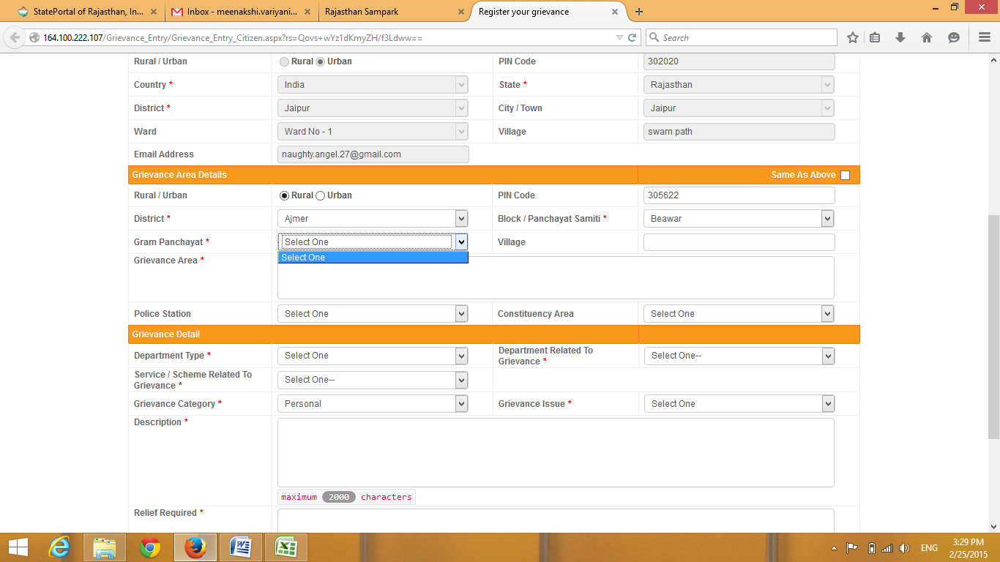 StatePortal of Rajasthan, In...
Inbox - meenakshi.variyani...
Rajasthan Sampark
Register your grievance
164.100.222.107/Grievance_Entry/Grievance_Entry_Citizen.aspx?rs=Qovs+wYz1dKmyZH/f3Ldww==
Search
Rural / Urban Rural Urban PIN Code 302020
Country * India State * Rajasthan
District * Jaipur City / Town Jaipur
Ward Ward No - 1 Village swarn path
Email Address naughty.angel.27@gmail.com
Grievance Area Details Same As Above
Rural / Urban Rural Urban PIN Code 305622
District * Ajmer Block / Panchayat Samiti * Beawar
Gram Panchayat * Select One Village
Select One
Grievance Area *
Police Station Select One Constituency Area Select One
Grievance Detail
Department Type * Select One Department Related To Grievance * Select One--
Service / Scheme Related To Grievance * Select One--
Grievance Category * Personal Grievance Issue * Select One
Description *
maximum 2000 characters
Relief Required *
ENG
3:29 PM
2/25/2015